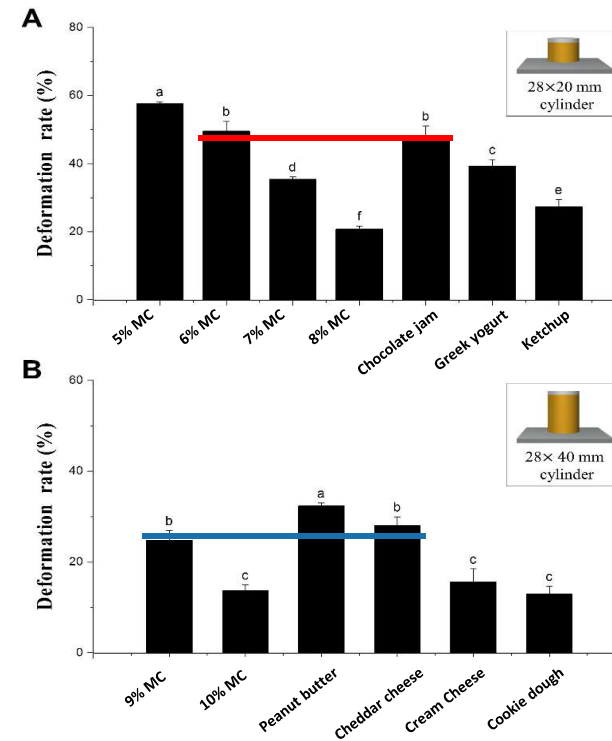 A
Deformation rate (%)
80
60
40
20
0
a
b
d
f
b
c
e
28×20 mm
cylinder
5% MC
6% MC
7% MC
8% MC
Chocolate jam
Greek yogurt
Ketchup
B
Deformation rate (%)
60
40
20
0
b
c
a
b
c
c
28× 40 mm
cylinder
9% MC
10% MC
Peanut butter
Cheddar cheese
Cream Cheese
Cookie dough